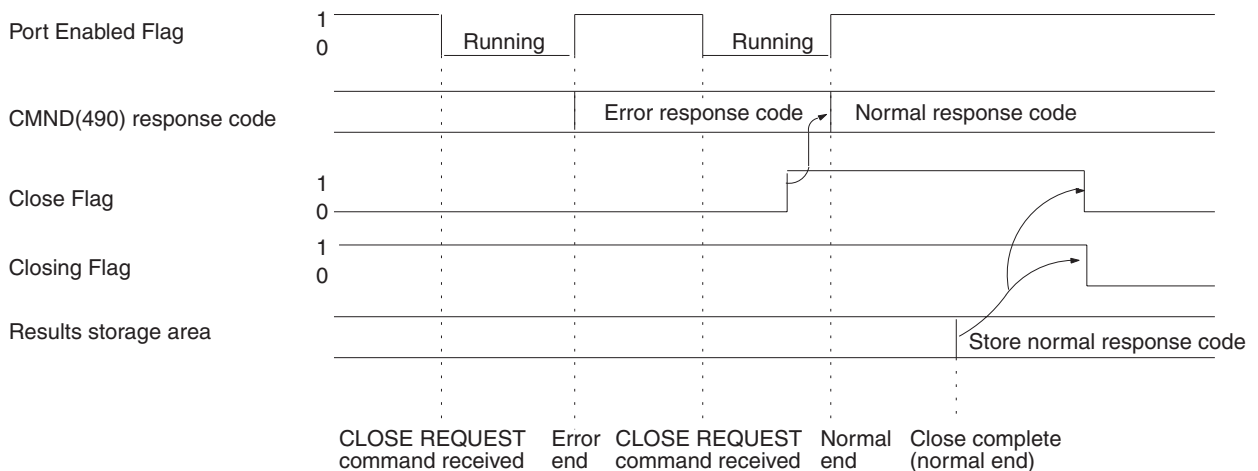 Port Enabled Flag
1
0
Running
Running
CMND(490) response code
Error response code
Normal response code
Close Flag
1
0
Closing Flag
1
0
Results storage area
Store normal response code
CLOSE REQUEST
command received
Error
end
CLOSE REQUEST
command received
Normal
end
Close complete
(normal end)